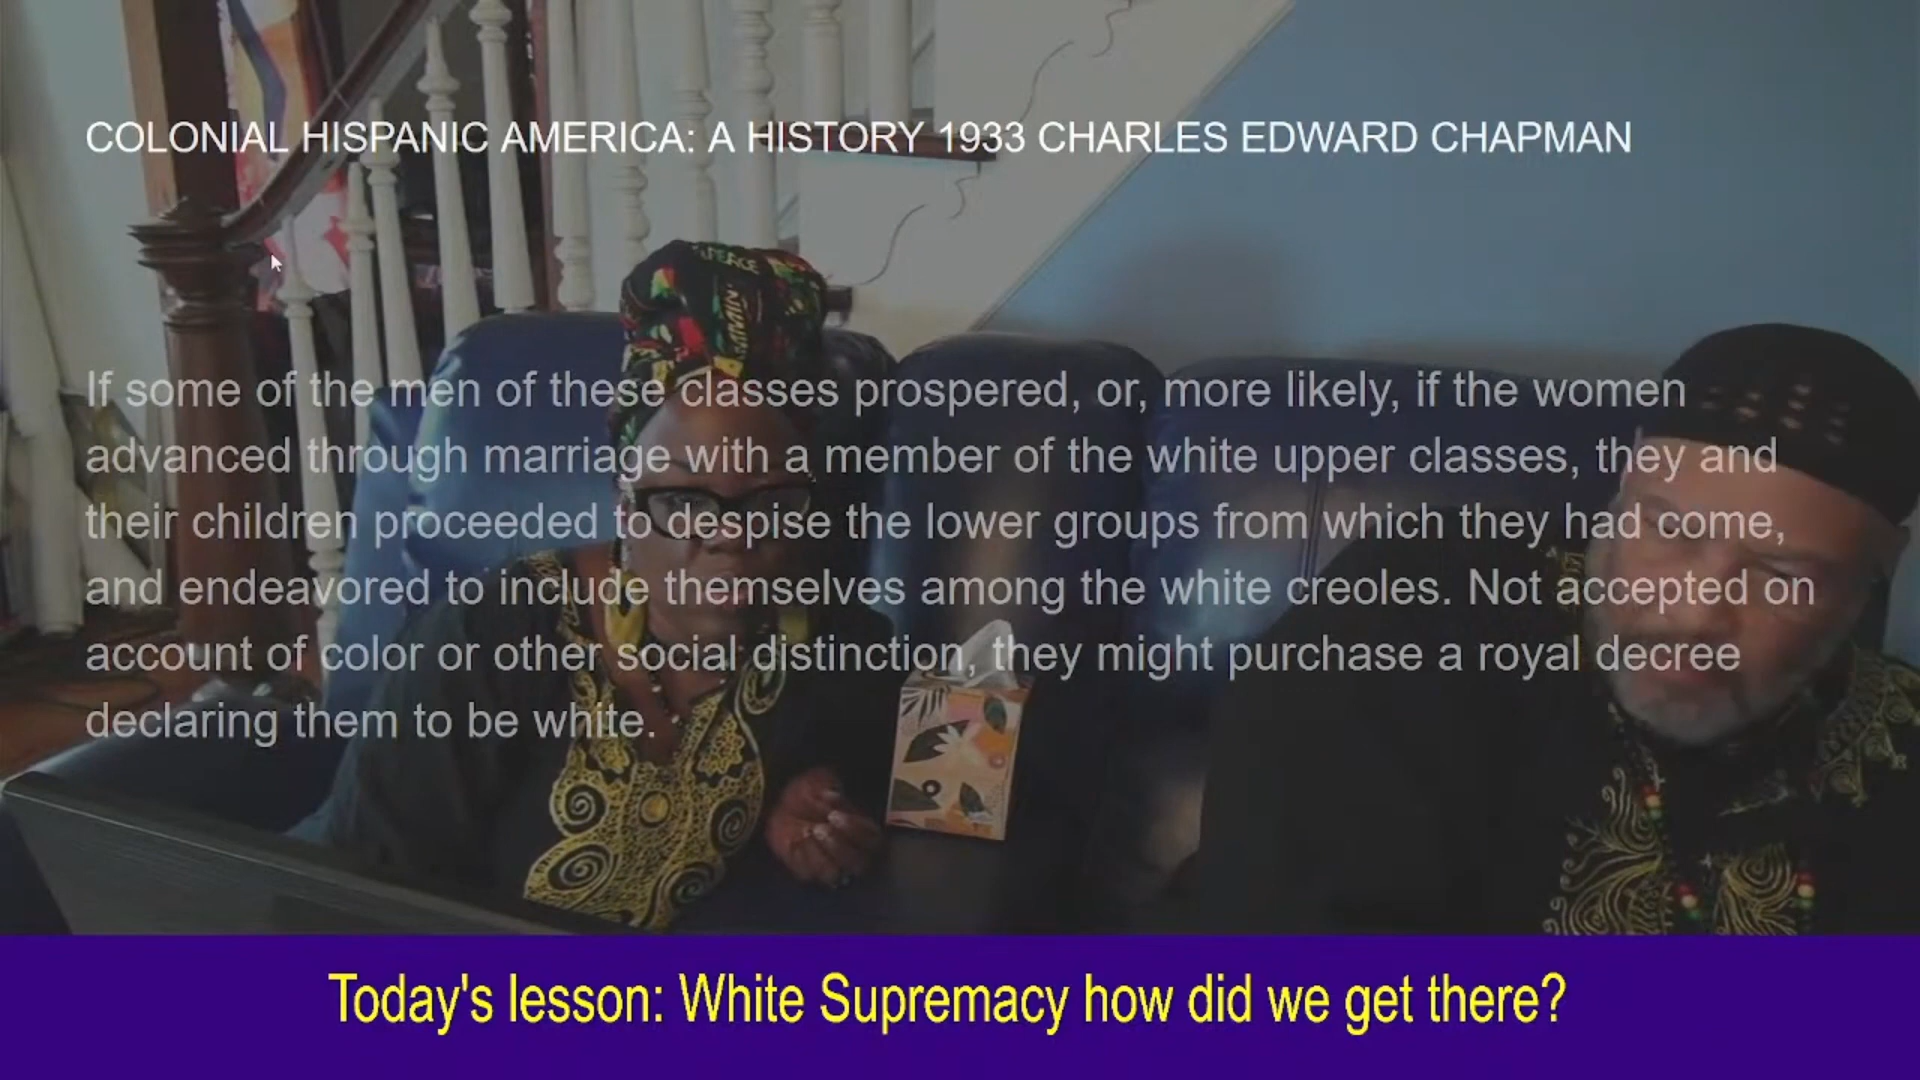 COLONIAL HISPANIC AMERICA: A HISTORY 1933 CHARLES EDWARD CHAPMAN
PEACE
JAMMIN'
If some of the men of these classes prospered, or, more likely, if the women
advanced through marriage with a member of the white upper classes, they and
their children proceeded to despise the lower groups from which they had come,
and endeavored to include themselves among the white creoles. Not accepted on
account of color or other social distinction, they might purchase a royal decree
declaring them to be white.
Today's lesson: White Supremacy how did we get there?